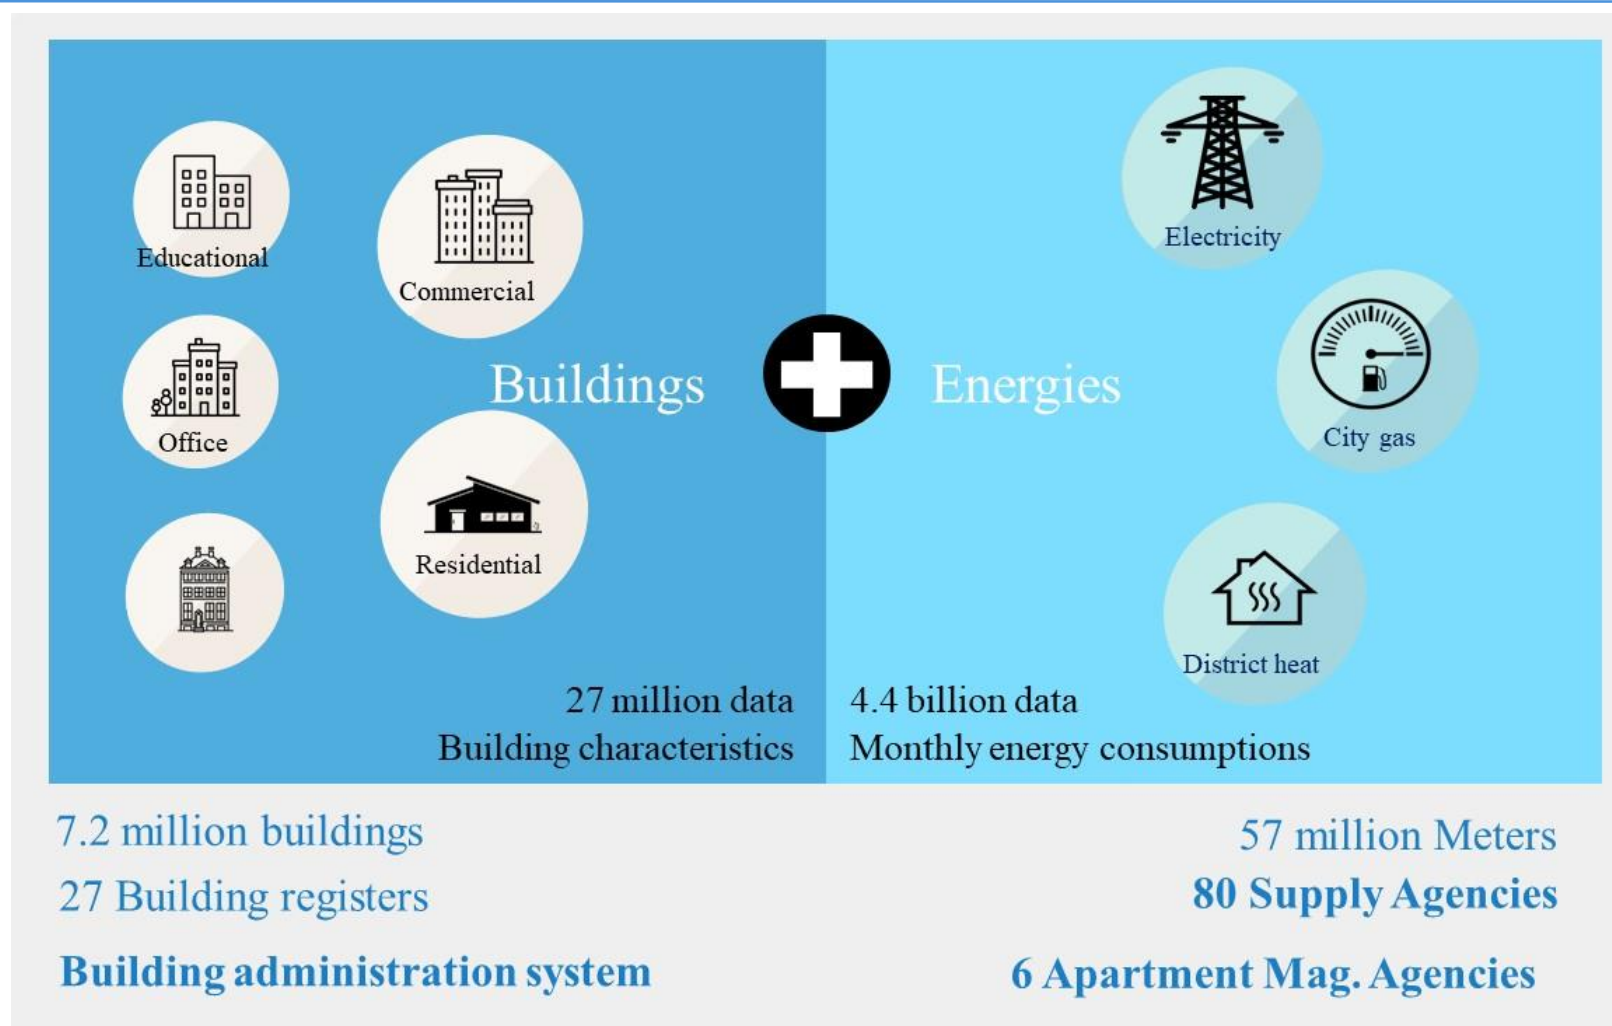 Educational
Commercial
Office
Residential
Buildings
27 million data
Building characteristics
Energies
Electricity
City gas
District heat
4.4 billion data
Monthly energy consumptions
7.2 million buildings
27 Building registers
Building administration system
57 million Meters
80 Supply Agencies
6 Apartment Mag. Agencies